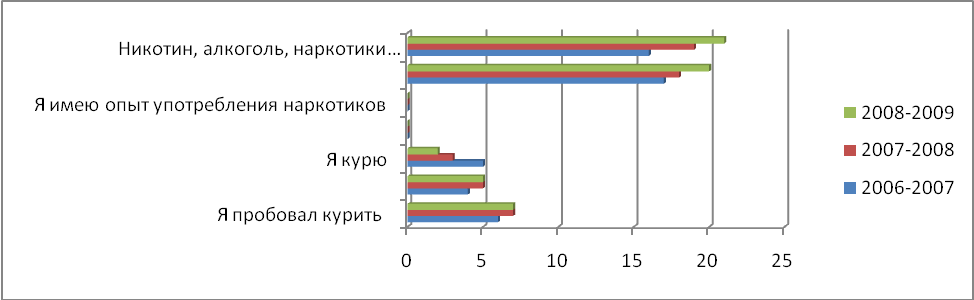 Никотин, алкоголь, наркотики...
Я имею опыт употребления наркотиков
Я курю
Я пробовал курить
0 5 10 15 20 25
2008-2009
2007-2008
2006-2007